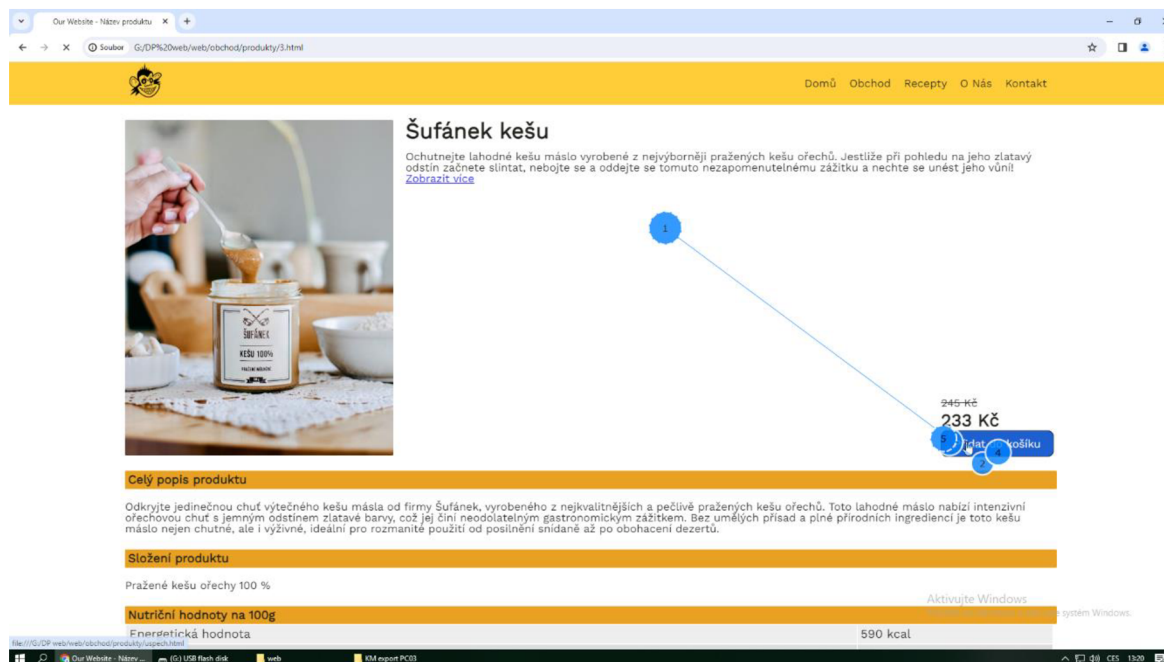 Our Website - Název produktu
Soubor G:/DP%20web/web/obchod/produkty/3.html
Domů Obchod Recepty O Nás Kontakt
Šufánek kešu
Ochutnejte lahodné kešu máslo vyrobené z nejvýborněji pražených kešu ořechů. Jestliže při pohledu na jeho zlatavý
odstín začnete slintat, nebojte se a oddejte se tomuto nezapomenutelnému zážitku a nechte se unést jeho vůní!
Zobrazit více
1
ŠUFÁNEK
KEŠU 100%
245 Kč
233 Kč
5
košíku
4
2
Celý popis produktu
Odkryjte jedinečnou chuť výtečného kešu másla od firmy Šufánek, vyrobeného z nejkvalitnějších a pečlivě pražených kešu ořechů. Toto lahodné máslo nabízí intenzivní
ořechovou chuť s jemným odstínem zlatavé barvy, což jej činí neodolatelným gastronomickým zážitkem. Bez umělých přísad a plné přírodních ingrediencí je toto kešu
máslo nejen chutné, ale i výživné, ideální pro rozmanité použití od posilnění snídaně až po obohacení dezertů.
Složení produktu
Pražené kešu ořechy 100 %
Aktivujte Windows
systém Windows.
Nutriční hodnoty na 100g
Energetická hodnota 590 kcal
file:///G:/DP web/web/obchod/produkty/uspech.html
Our Website - Název ... (G:) USB flash disk web KM export PC03 CES 13:20